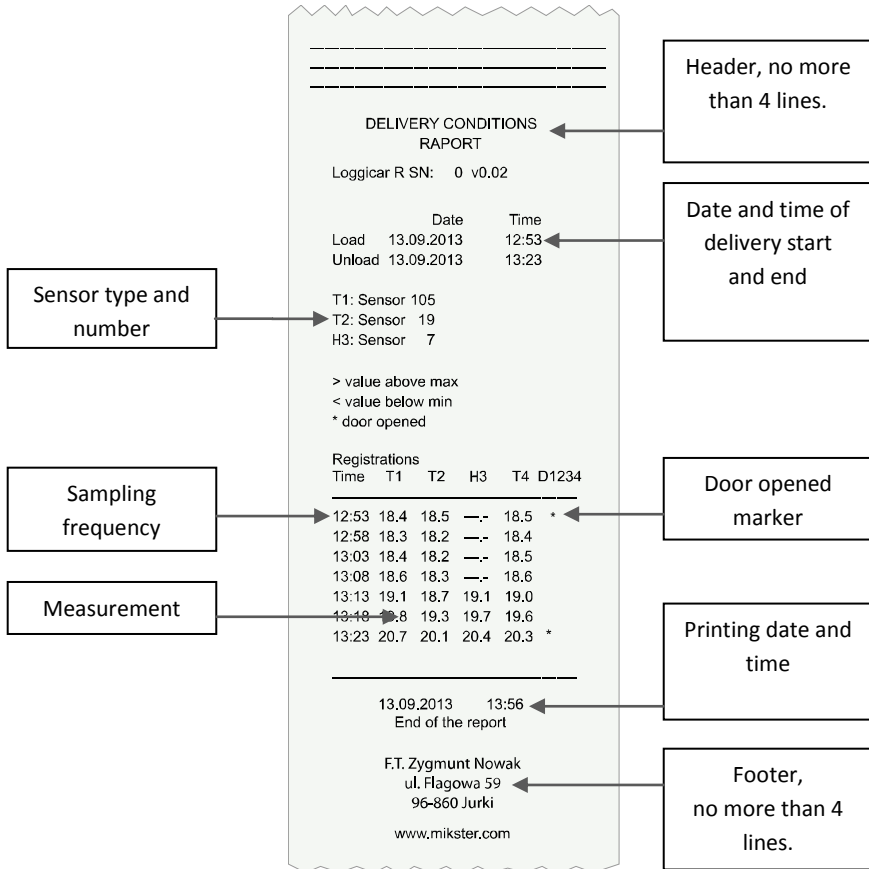 DELIVERY CONDITIONS
RAPORT
Loggicar R SN: 0 v0.02
Date Time
Load 13.09.2013 12:53
Unload 13.09.2013 13:23
T1: Sensor 105
T2: Sensor 19
H3: Sensor 7
> value above max
< value below min
* door opened
Registrations
Time T1 T2 H3 T4 D1234
12:53 18.4 18.5 —.- 18.5 *
12:58 18.3 18.2 —.- 18.4
13:03 18.4 18.2 —.- 18.5
13:08 18.6 18.3 —.- 18.6
13:13 19.1 18.7 19.1 19.0
13:18 19.3 19.7 19.6
13:23 20.7 20.1 20.4 20.3 *
13.09.2013 13:56
End of the report
F.T. Zygmunt Nowak
ul. Flagowa 59
96-860 Jurki
www.mikster.com
Sensor type and
number
Sampling
frequency
Measurement
Header, no more
than 4 lines.
Date and time of
delivery start
and end
Door opened
marker
Printing date and
time
Footer,
no more than 4
lines.